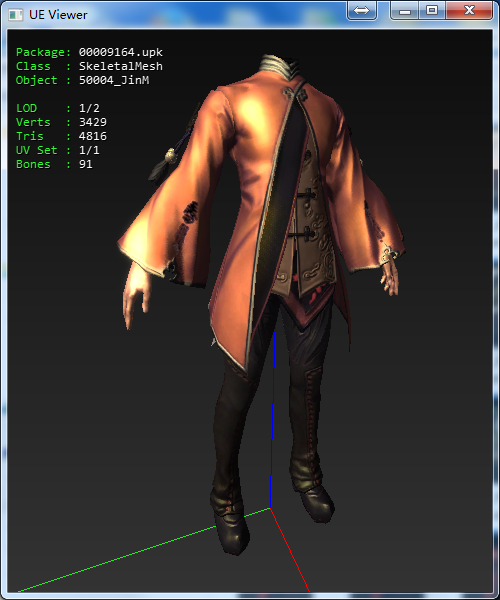 UE Viewer
Package: 00009164.upk
Class : SkeletalMesh
Object : 50004_JinM
LOD : 1/2
Verts : 3429
Tris : 4816
UV Set : 1/1
Bones : 91